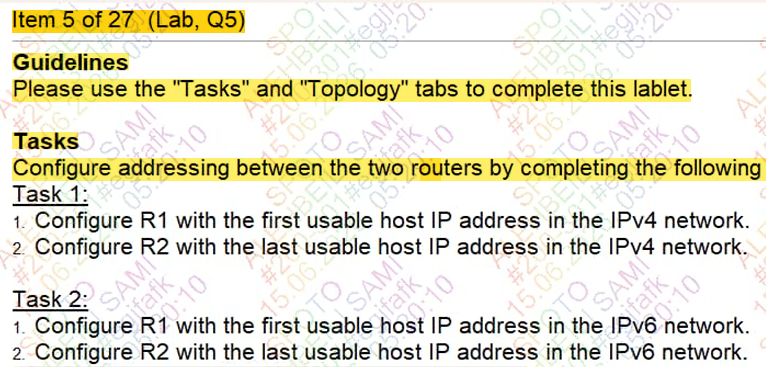 Item 5 of 27 (Lab, Q5)
Guidelines
Please use the "Tasks" and "Topology" tabs to complete this lablet.
Tasks
Configure addressing between the two routers by completing the following
Task 1:
1. Configure R1 with the first usable host IP address in the IPv4 network.
2. Configure R2 with the last usable host IP address in the IPv4 network.
Task 2:
1. Configure R1 with the first usable host IP address in the IPv6 network.
2. Configure R2 with the last usable host IP address in the IPv6 network.